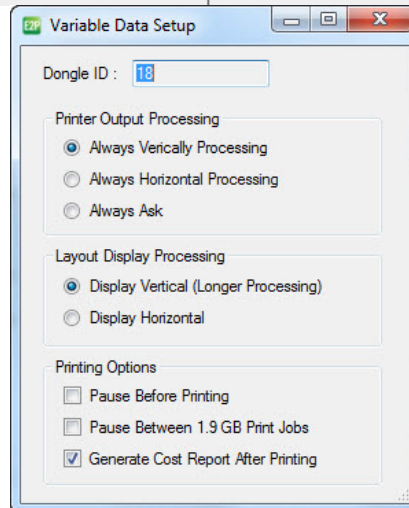 E2P Variable Data Setup
Dongle ID : 18
Printer Output Processing
Always Verically Processing
Always Horizontal Processing
Always Ask
Layout Display Processing
Display Vertical (Longer Processing)
Display Horizontal
Printing Options
Pause Before Printing
Pause Between 1.9 GB Print Jobs
Generate Cost Report After Printing